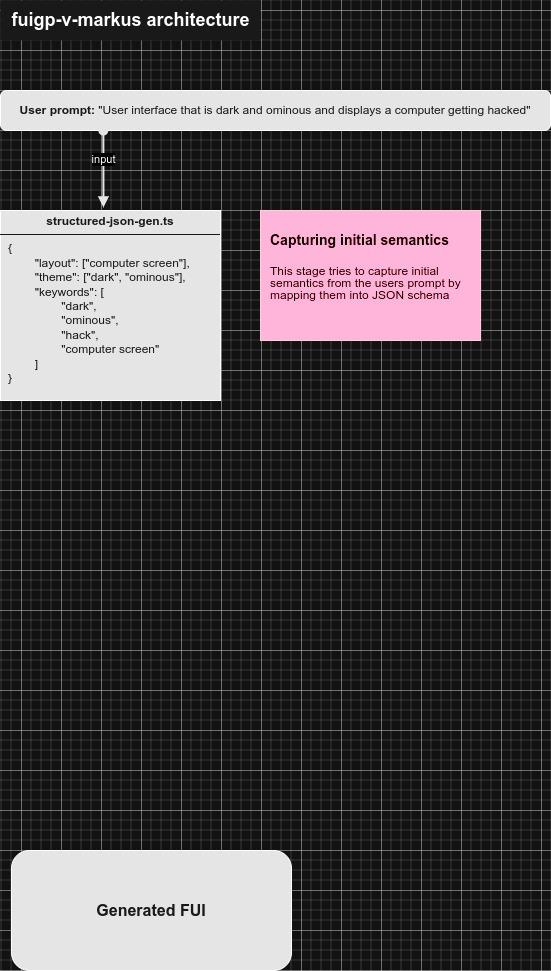 fuigp-v-markus architecture
User prompt: "User interface that is dark and ominous and displays a computer getting hacked"
input
structured-json-gen.ts
{
"layout": ["computer screen"],
"theme": ["dark", "ominous"],
"keywords": [
"dark",
"ominous",
"hack",
"computer screen"
]
}
Capturing initial semantics
This stage tries to capture initial
semantics from the users prompt by
mapping them into JSON schema
Generated FUI